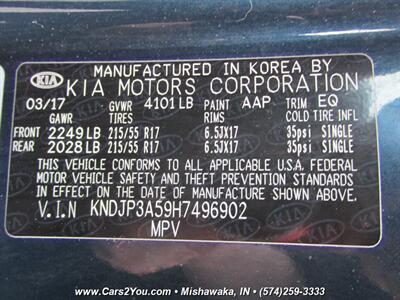 MANUFACTURED IN KOREA BY
KIA KIA MOTORS CORPORATION
03/17 GVWR 4101 LB PAINT AAP TRIM EQ
GAWR TIRES RIMS COLD TIRE INFL
FRONT 2249 LB 215/55 R17 6.5JX17 35psi SINGLE
REAR 2028 LB 215/55 R17 6.5JX17 35psi SINGLE
THIS VEHICLE CONFORMS TO ALL APPLICABLE U.S.A. FEDERAL
MOTOR VEHICLE SAFETY AND THEFT PREVENTION STANDARDS
IN EFFECT ON THE DATE OF MANUFACTURE SHOWN ABOVE.
V.I.N KNDJP3A59H7496902
MPV
www.Cars2You.com - Mishawaka, IN - (574)259-3333